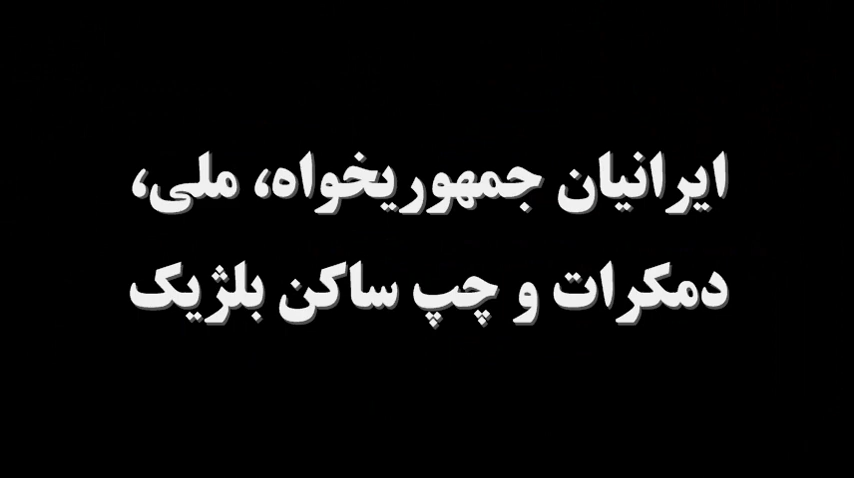 ایرانیان جمهوریخواه، ملی،
دمکرات و چپ ساکن بلژیک